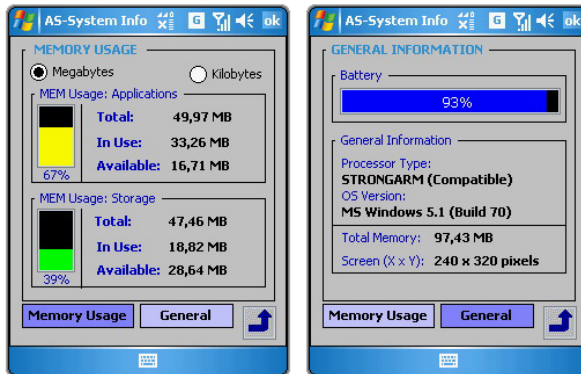 AS-System Info G ok
MEMORY USAGE
Megabytes Kilobytes
MEM Usage: Applications
Total: 49,97 MB
In Use: 33,26 MB
Available: 16,71 MB
67%
MEM Usage: Storage
Total: 47,46 MB
In Use: 18,82 MB
Available: 28,64 MB
39%
Memory Usage General
AS-System Info G ok
GENERAL INFORMATION
Battery
93%
General Information
Processor Type:
STRONGARM (Compatible)
OS Version:
MS Windows 5.1 (Build 70)
Total Memory: 97,43 MB
Screen (X x Y): 240 x 320 pixels
Memory Usage General